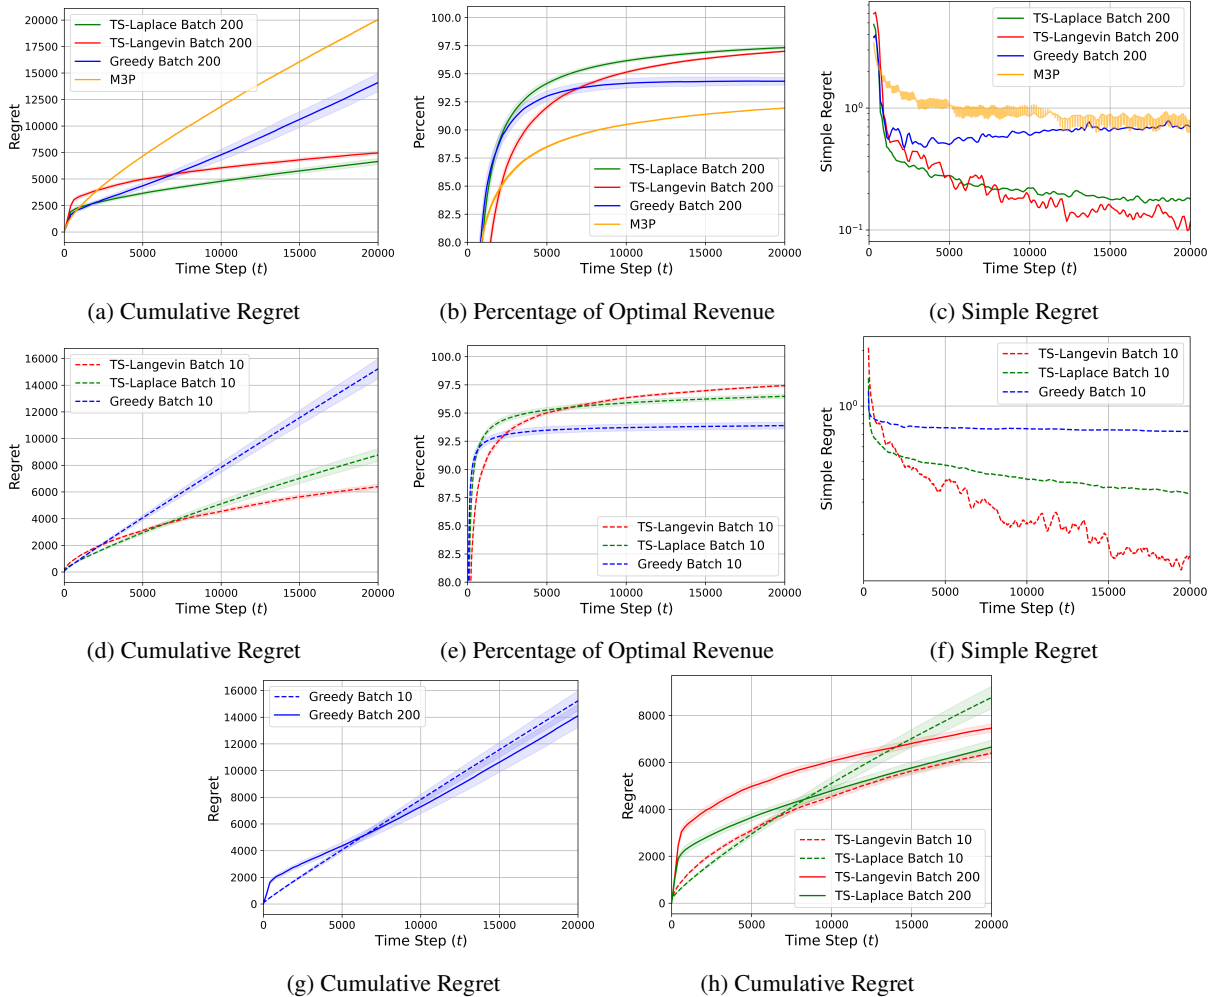 20000
17500
15000
12500
10000
7500
5000
2500
0
Regret
TS-Laplace Batch 200
TS-Langevin Batch 200
Greedy Batch 200
M3P
0 5000 10000 15000 20000
Time Step (t)
(a) Cumulative Regret
100.0
97.5
95.0
92.5
90.0
87.5
85.0
82.5
80.0
Percent
TS-Laplace Batch 200
TS-Langevin Batch 200
Greedy Batch 200
M3P
0 5000 10000 15000 20000
Time Step (t)
(b) Percentage of Optimal Revenue
10⁰
10⁻¹
Simple Regret
TS-Laplace Batch 200
TS-Langevin Batch 200
Greedy Batch 200
M3P
0 5000 10000 15000 20000
Time Step (t)
(c) Simple Regret
16000
14000
12000
10000
8000
6000
4000
2000
0
Regret
TS-Langevin Batch 10
TS-Laplace Batch 10
Greedy Batch 10
0 5000 10000 15000 20000
Time Step (t)
(d) Cumulative Regret
100.0
97.5
95.0
92.5
90.0
87.5
85.0
82.5
80.0
Percent
TS-Langevin Batch 10
TS-Laplace Batch 10
Greedy Batch 10
0 5000 10000 15000 20000
Time Step (t)
(e) Percentage of Optimal Revenue
10⁰
Simple Regret
TS-Langevin Batch 10
TS-Laplace Batch 10
Greedy Batch 10
0 5000 10000 15000 20000
Time Step (t)
(f) Simple Regret
16000
14000
12000
10000
8000
6000
4000
2000
0
Regret
Greedy Batch 10
Greedy Batch 200
0 5000 10000 15000 20000
Time Step (t)
(g) Cumulative Regret
8000
6000
4000
2000
0
Regret
TS-Langevin Batch 10
TS-Laplace Batch 10
TS-Langevin Batch 200
TS-Laplace Batch 200
0 5000 10000 15000 20000
Time Step (t)
(h) Cumulative Regret